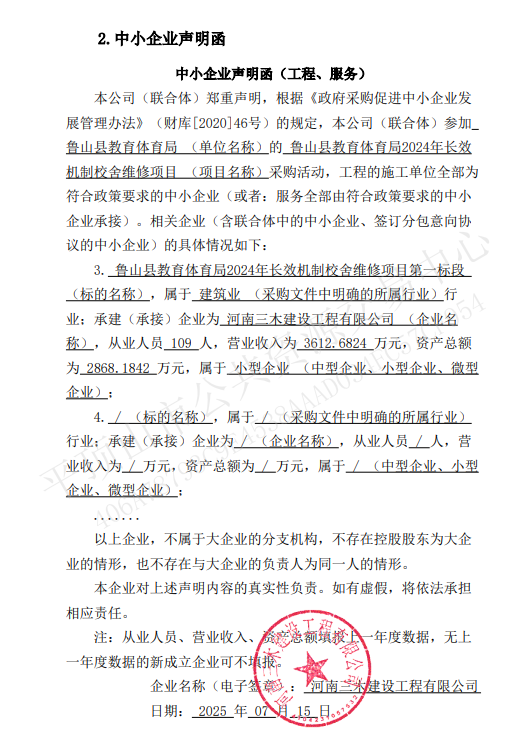 2.中小企业声明函
中小企业声明函（工程、服务）
本公司（联合体）郑重声明，根据《政府采购促进中小企业发
展管理办法》（财库[2020]46号）的规定，本公司（联合体）参加
鲁山县教育体育局 （单位名称）的 鲁山县教育体育局2024年长效
机制校舍维修项目 （项目名称）采购活动，工程的施工单位全部为
符合政策要求的中小企业（或者：服务全部由符合政策要求的中小
企业承接）。相关企业（含联合体中的中小企业、签订分包意向协
议的中小企业）的具体情况如下：
3. 鲁山县教育体育局2024年长效机制校舍维修项目第一标段
（标的名称），属于 建筑业 （采购文件中明确的所属行业）行
业；承建（承接）企业为 河南三木建设工程有限公司 （企业名
称），从业人员 109 人，营业收入为 3612.6824 万元，资产总额
为 2868.1842 万元，属于 小型企业 （中型企业、小型企业、微型
企业）；
4. / （标的名称），属于 / （采购文件中明确的所属行业）
行业；承建（承接）企业为 / （企业名称），从业人员 / 人，营
业收入为 / 万元，资产总额为 / 万元，属于 / （中型企业、小型
企业、微型企业）；
.......
以上企业，不属于大企业的分支机构，不存在控股股东为大企
业的情形，也不存在与大企业的负责人为同一人的情形。
本企业对上述声明内容的真实性负责。如有虚假，将依法承担
相应责任。
注：从业人员、营业收入、资产总额填报上一年度数据，无上
一年度数据的新成立企业可不填报。
企业名称（电子签章）：河南三木建设工程有限公司
日期： 2025 年 07 月 15 日
河南三木建设工程有限公司